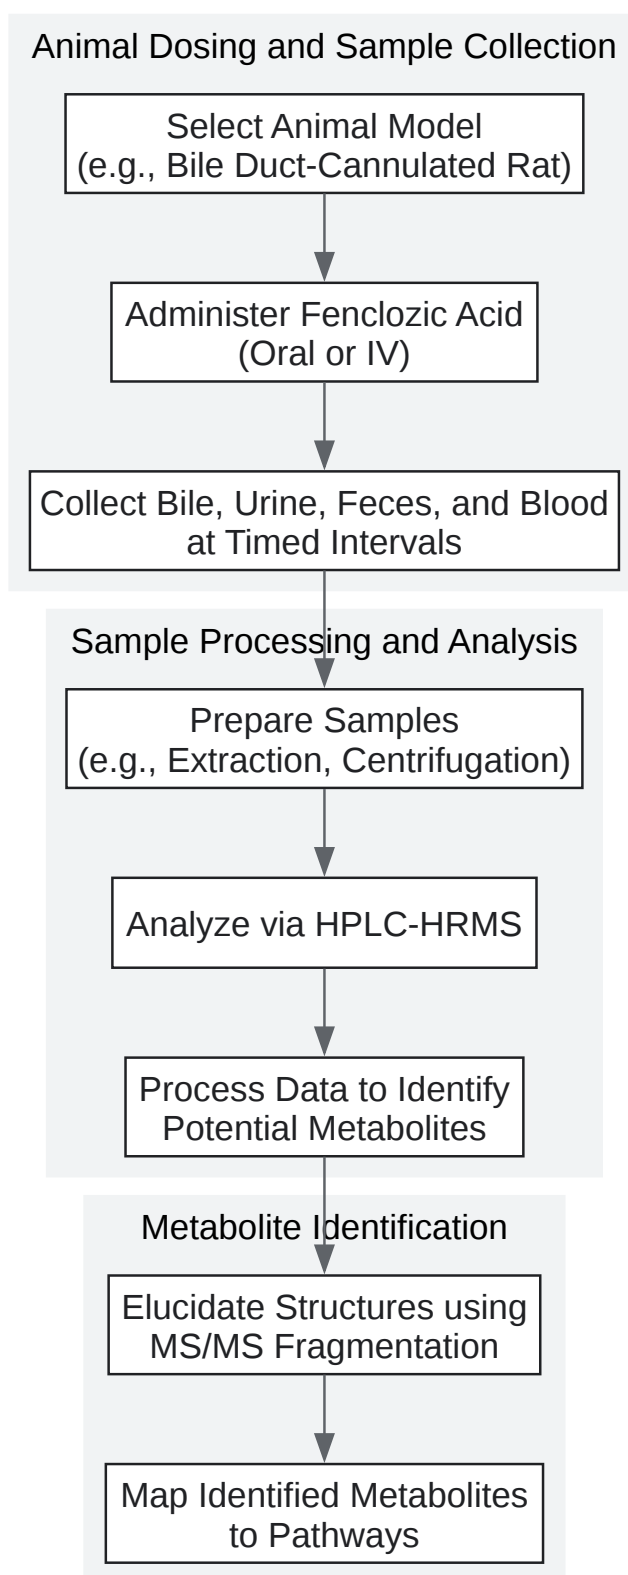 Animal Dosing and Sample Collection
Select Animal Model
(e.g., Bile Duct-Cannulated Rat)
Administer Fenclozic Acid
(Oral or IV)
Collect Bile, Urine, Feces, and Blood
at Timed Intervals
Sample Processing and Analysis
Prepare Samples
(e.g., Extraction, Centrifugation)
Analyze via HPLC-HRMS
Process Data to Identify
Potential Metabolites
Metabolite Identification
Elucidate Structures using
MS/MS Fragmentation
Map Identified Metabolites
to Pathways